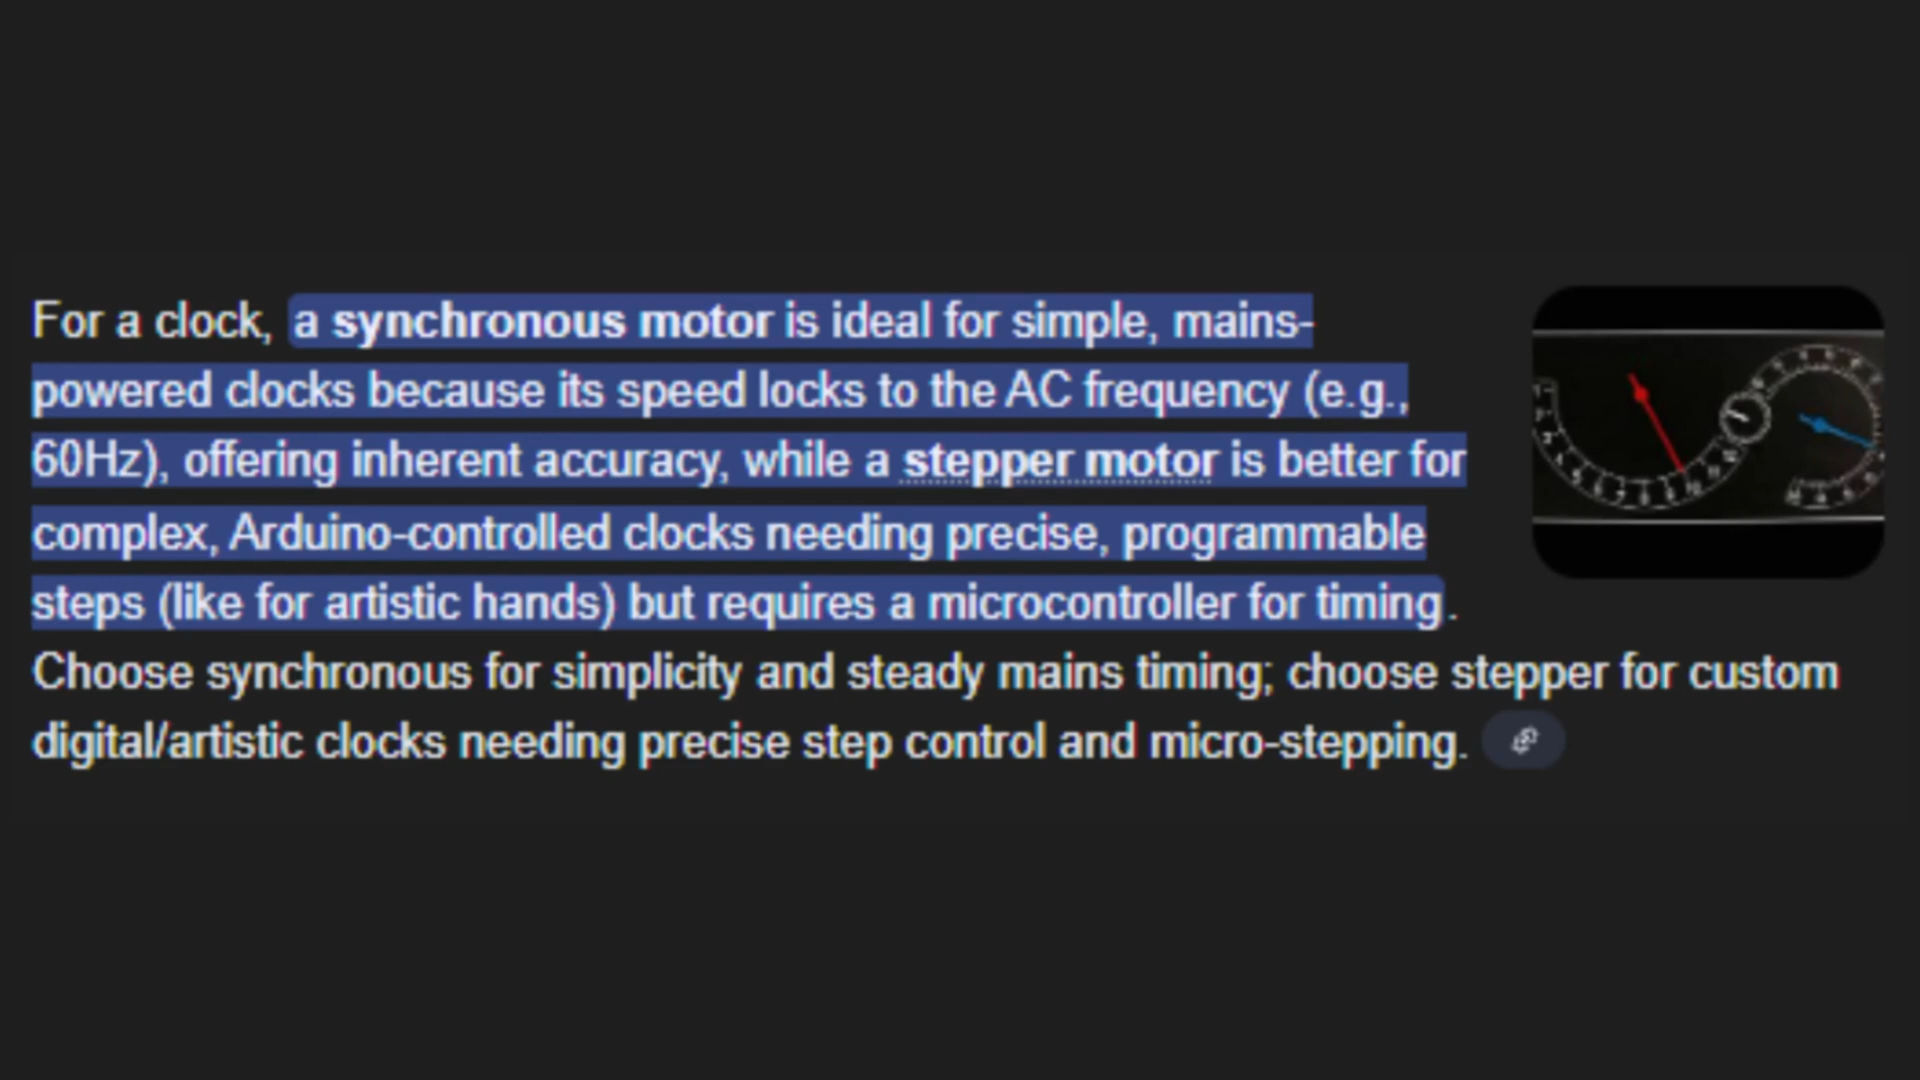 For a clock, a synchronous motor is ideal for simple, mains-
powered clocks because its speed locks to the AC frequency (e.g.,
60Hz), offering inherent accuracy, while a stepper motor is better for
complex, Arduino-controlled clocks needing precise, programmable
steps (like for artistic hands) but requires a microcontroller for timing.
Choose synchronous for simplicity and steady mains timing; choose stepper for custom
digital/artistic clocks needing precise step control and micro-stepping.